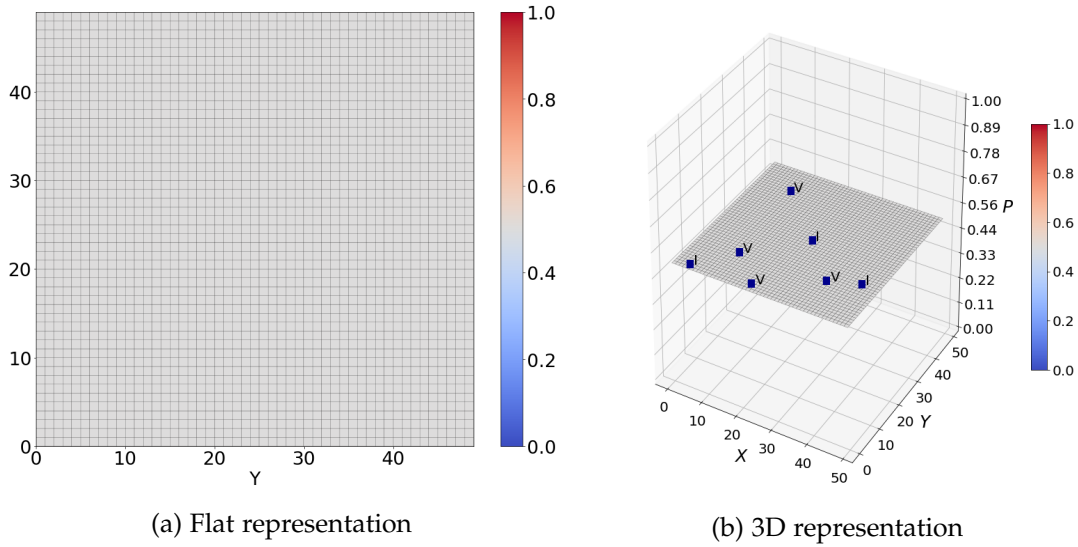 40
30
20
10
0
0 10 20 30 40
Y
1.0
0.8
0.6
0.4
0.2
0.0
(a) Flat representation
V
I
V
I
V
V
I
1.00
0.89
0.78
0.67
0.56
0.44
0.33
0.22
0.11
0.00
P
0 10 20 30 40 50
X
0 10 20 30 40 50
Y
1.0
0.8
0.6
0.4
0.2
0.0
(b) 3D representation